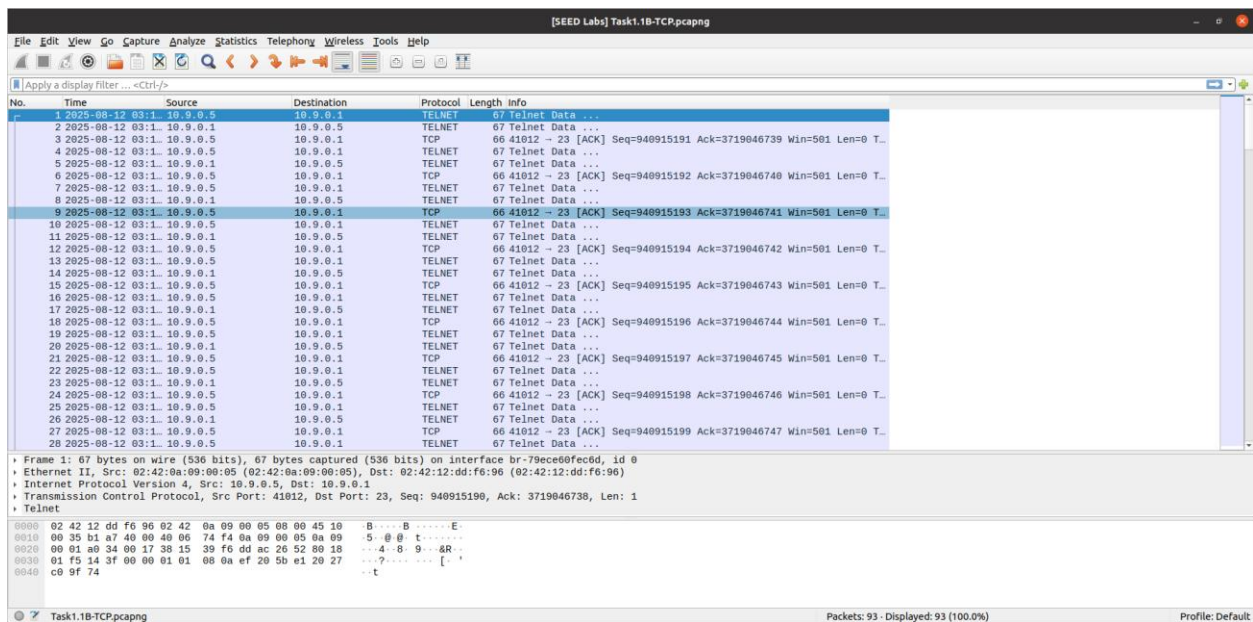 [SEED Labs] Task1.1B-TCP.pcapng
File Edit View Go Capture Analyze Statistics Telephony Wireless Tools Help
Apply a display filter ... <Ctrl-/>
No. Time Source Destination Protocol Length Info
1 2025-08-12 03:1… 10.9.0.5 10.9.0.1 TELNET 67 Telnet Data ...
2 2025-08-12 03:1… 10.9.0.1 10.9.0.5 TELNET 67 Telnet Data ...
3 2025-08-12 03:1… 10.9.0.5 10.9.0.1 TCP 66 41012 → 23 [ACK] Seq=940915191 Ack=3719046739 Win=501 Len=0 T…
4 2025-08-12 03:1… 10.9.0.5 10.9.0.1 TELNET 67 Telnet Data ...
5 2025-08-12 03:1… 10.9.0.1 10.9.0.5 TELNET 67 Telnet Data ...
6 2025-08-12 03:1… 10.9.0.5 10.9.0.1 TCP 66 41012 → 23 [ACK] Seq=940915192 Ack=3719046740 Win=501 Len=0 T…
7 2025-08-12 03:1… 10.9.0.5 10.9.0.1 TELNET 67 Telnet Data ...
8 2025-08-12 03:1… 10.9.0.1 10.9.0.5 TELNET 67 Telnet Data ...
9 2025-08-12 03:1… 10.9.0.5 10.9.0.1 TCP 66 41012 → 23 [ACK] Seq=940915193 Ack=3719046741 Win=501 Len=0 T…
10 2025-08-12 03:1… 10.9.0.5 10.9.0.1 TELNET 67 Telnet Data ...
11 2025-08-12 03:1… 10.9.0.1 10.9.0.5 TELNET 67 Telnet Data ...
12 2025-08-12 03:1… 10.9.0.5 10.9.0.1 TCP 66 41012 → 23 [ACK] Seq=940915194 Ack=3719046742 Win=501 Len=0 T…
13 2025-08-12 03:1… 10.9.0.5 10.9.0.1 TELNET 67 Telnet Data ...
14 2025-08-12 03:1… 10.9.0.1 10.9.0.5 TELNET 67 Telnet Data ...
15 2025-08-12 03:1… 10.9.0.5 10.9.0.1 TCP 66 41012 → 23 [ACK] Seq=940915195 Ack=3719046743 Win=501 Len=0 T…
16 2025-08-12 03:1… 10.9.0.5 10.9.0.1 TELNET 67 Telnet Data ...
17 2025-08-12 03:1… 10.9.0.1 10.9.0.5 TELNET 67 Telnet Data ...
18 2025-08-12 03:1… 10.9.0.5 10.9.0.1 TCP 66 41012 → 23 [ACK] Seq=940915196 Ack=3719046744 Win=501 Len=0 T…
19 2025-08-12 03:1… 10.9.0.5 10.9.0.1 TELNET 67 Telnet Data ...
20 2025-08-12 03:1… 10.9.0.1 10.9.0.5 TELNET 67 Telnet Data ...
21 2025-08-12 03:1… 10.9.0.5 10.9.0.1 TCP 66 41012 → 23 [ACK] Seq=940915197 Ack=3719046745 Win=501 Len=0 T…
22 2025-08-12 03:1… 10.9.0.5 10.9.0.1 TELNET 67 Telnet Data ...
23 2025-08-12 03:1… 10.9.0.1 10.9.0.5 TELNET 67 Telnet Data ...
24 2025-08-12 03:1… 10.9.0.5 10.9.0.1 TCP 66 41012 → 23 [ACK] Seq=940915198 Ack=3719046746 Win=501 Len=0 T…
25 2025-08-12 03:1… 10.9.0.5 10.9.0.1 TELNET 67 Telnet Data ...
26 2025-08-12 03:1… 10.9.0.1 10.9.0.5 TELNET 67 Telnet Data ...
27 2025-08-12 03:1… 10.9.0.5 10.9.0.1 TCP 66 41012 → 23 [ACK] Seq=940915199 Ack=3719046747 Win=501 Len=0 T…
28 2025-08-12 03:1… 10.9.0.5 10.9.0.1 TELNET 67 Telnet Data ...
Frame 1: 67 bytes on wire (536 bits), 67 bytes captured (536 bits) on interface br-79ece60fec6d, id 0
Ethernet II, Src: 02:42:0a:09:00:05 (02:42:0a:09:00:05), Dst: 02:42:12:dd:f6:96 (02:42:12:dd:f6:96)
Internet Protocol Version 4, Src: 10.9.0.5, Dst: 10.9.0.1
Transmission Control Protocol, Src Port: 41012, Dst Port: 23, Seq: 940915190, Ack: 3719046738, Len: 1
Telnet
0000 02 42 12 dd f6 96 02 42 0a 09 00 05 08 00 45 10 ·B·····B ······E·
0010 00 35 b1 a7 40 00 40 06 74 f4 0a 09 00 05 0a 09 ·5··@·@· t·······
0020 00 01 a0 34 00 17 38 15 39 f6 dd ac 26 52 80 18 ···4··8· 9···&R··
0030 01 f5 14 3f 00 00 01 01 08 0a ef 20 5b e1 20 27 ···?···· ··· [· '
0040 c0 9f 74 ··t
Task1.1B-TCP.pcapng Packets: 93 · Displayed: 93 (100.0%) Profile: Default